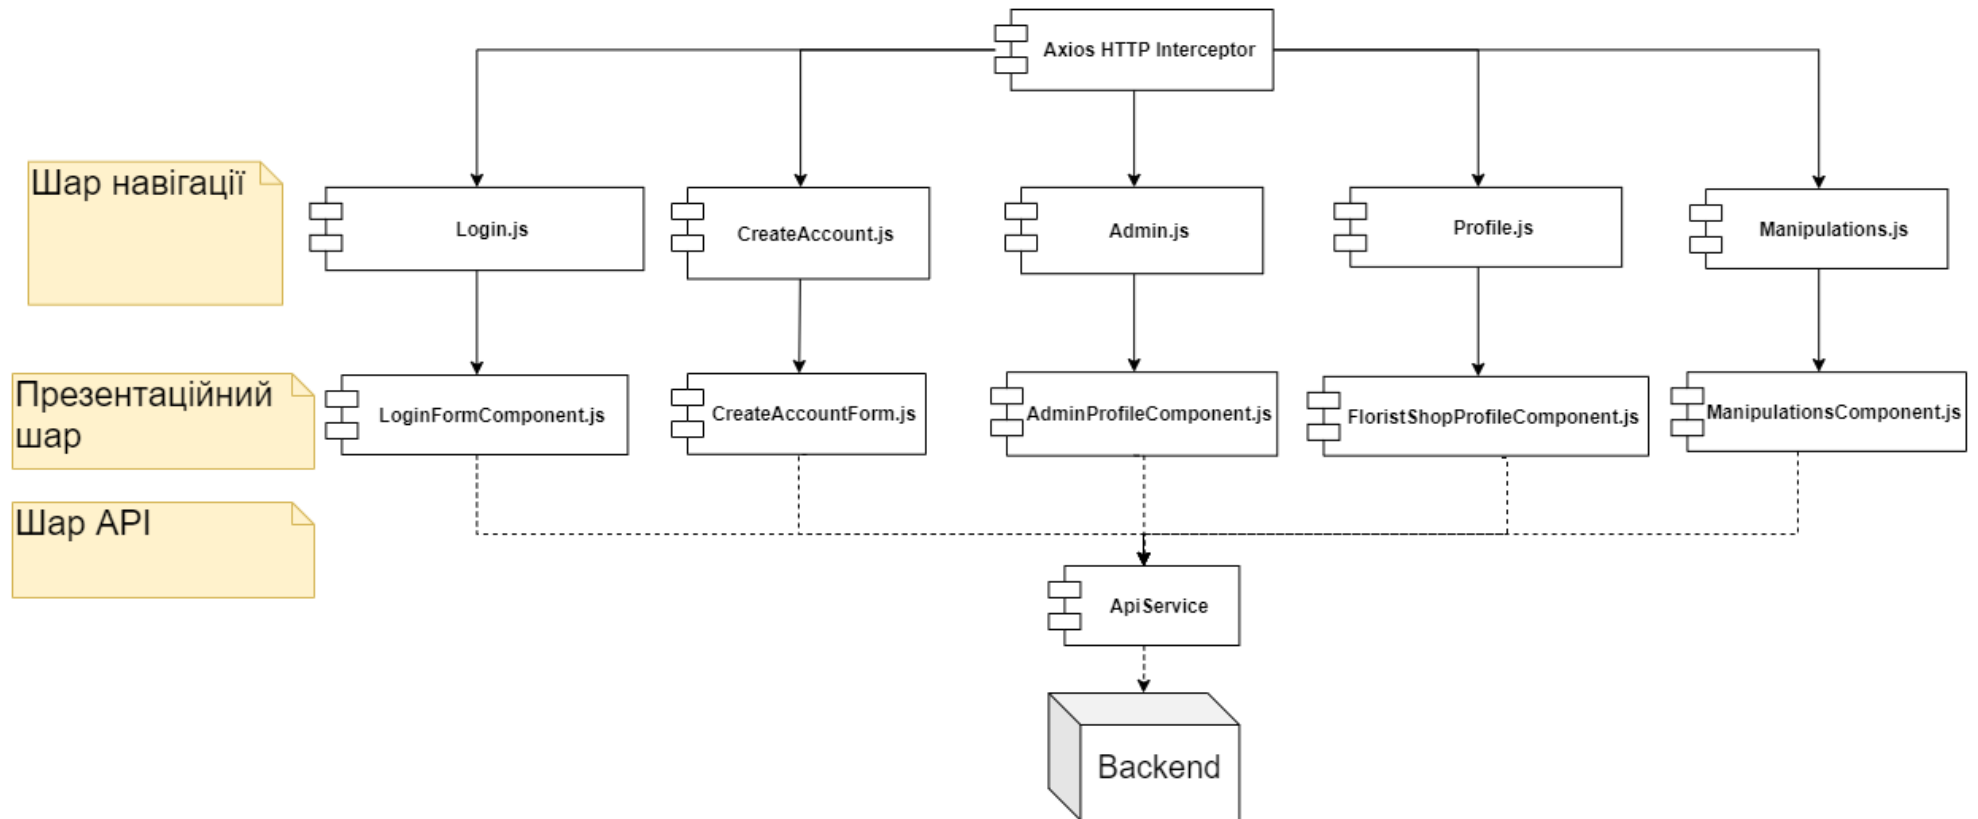 Axios HTTP Interceptor
Шар навігації
Login.js
CreateAccount.js
Admin.js
Profile.js
Manipulations.js
Презентаційний
шар
LoginFormComponent.js
CreateAccountForm.js
AdminProfileComponent.js
FloristShopProfileComponent.js
ManipulationsComponent.js
Шар API
ApiService
Backend